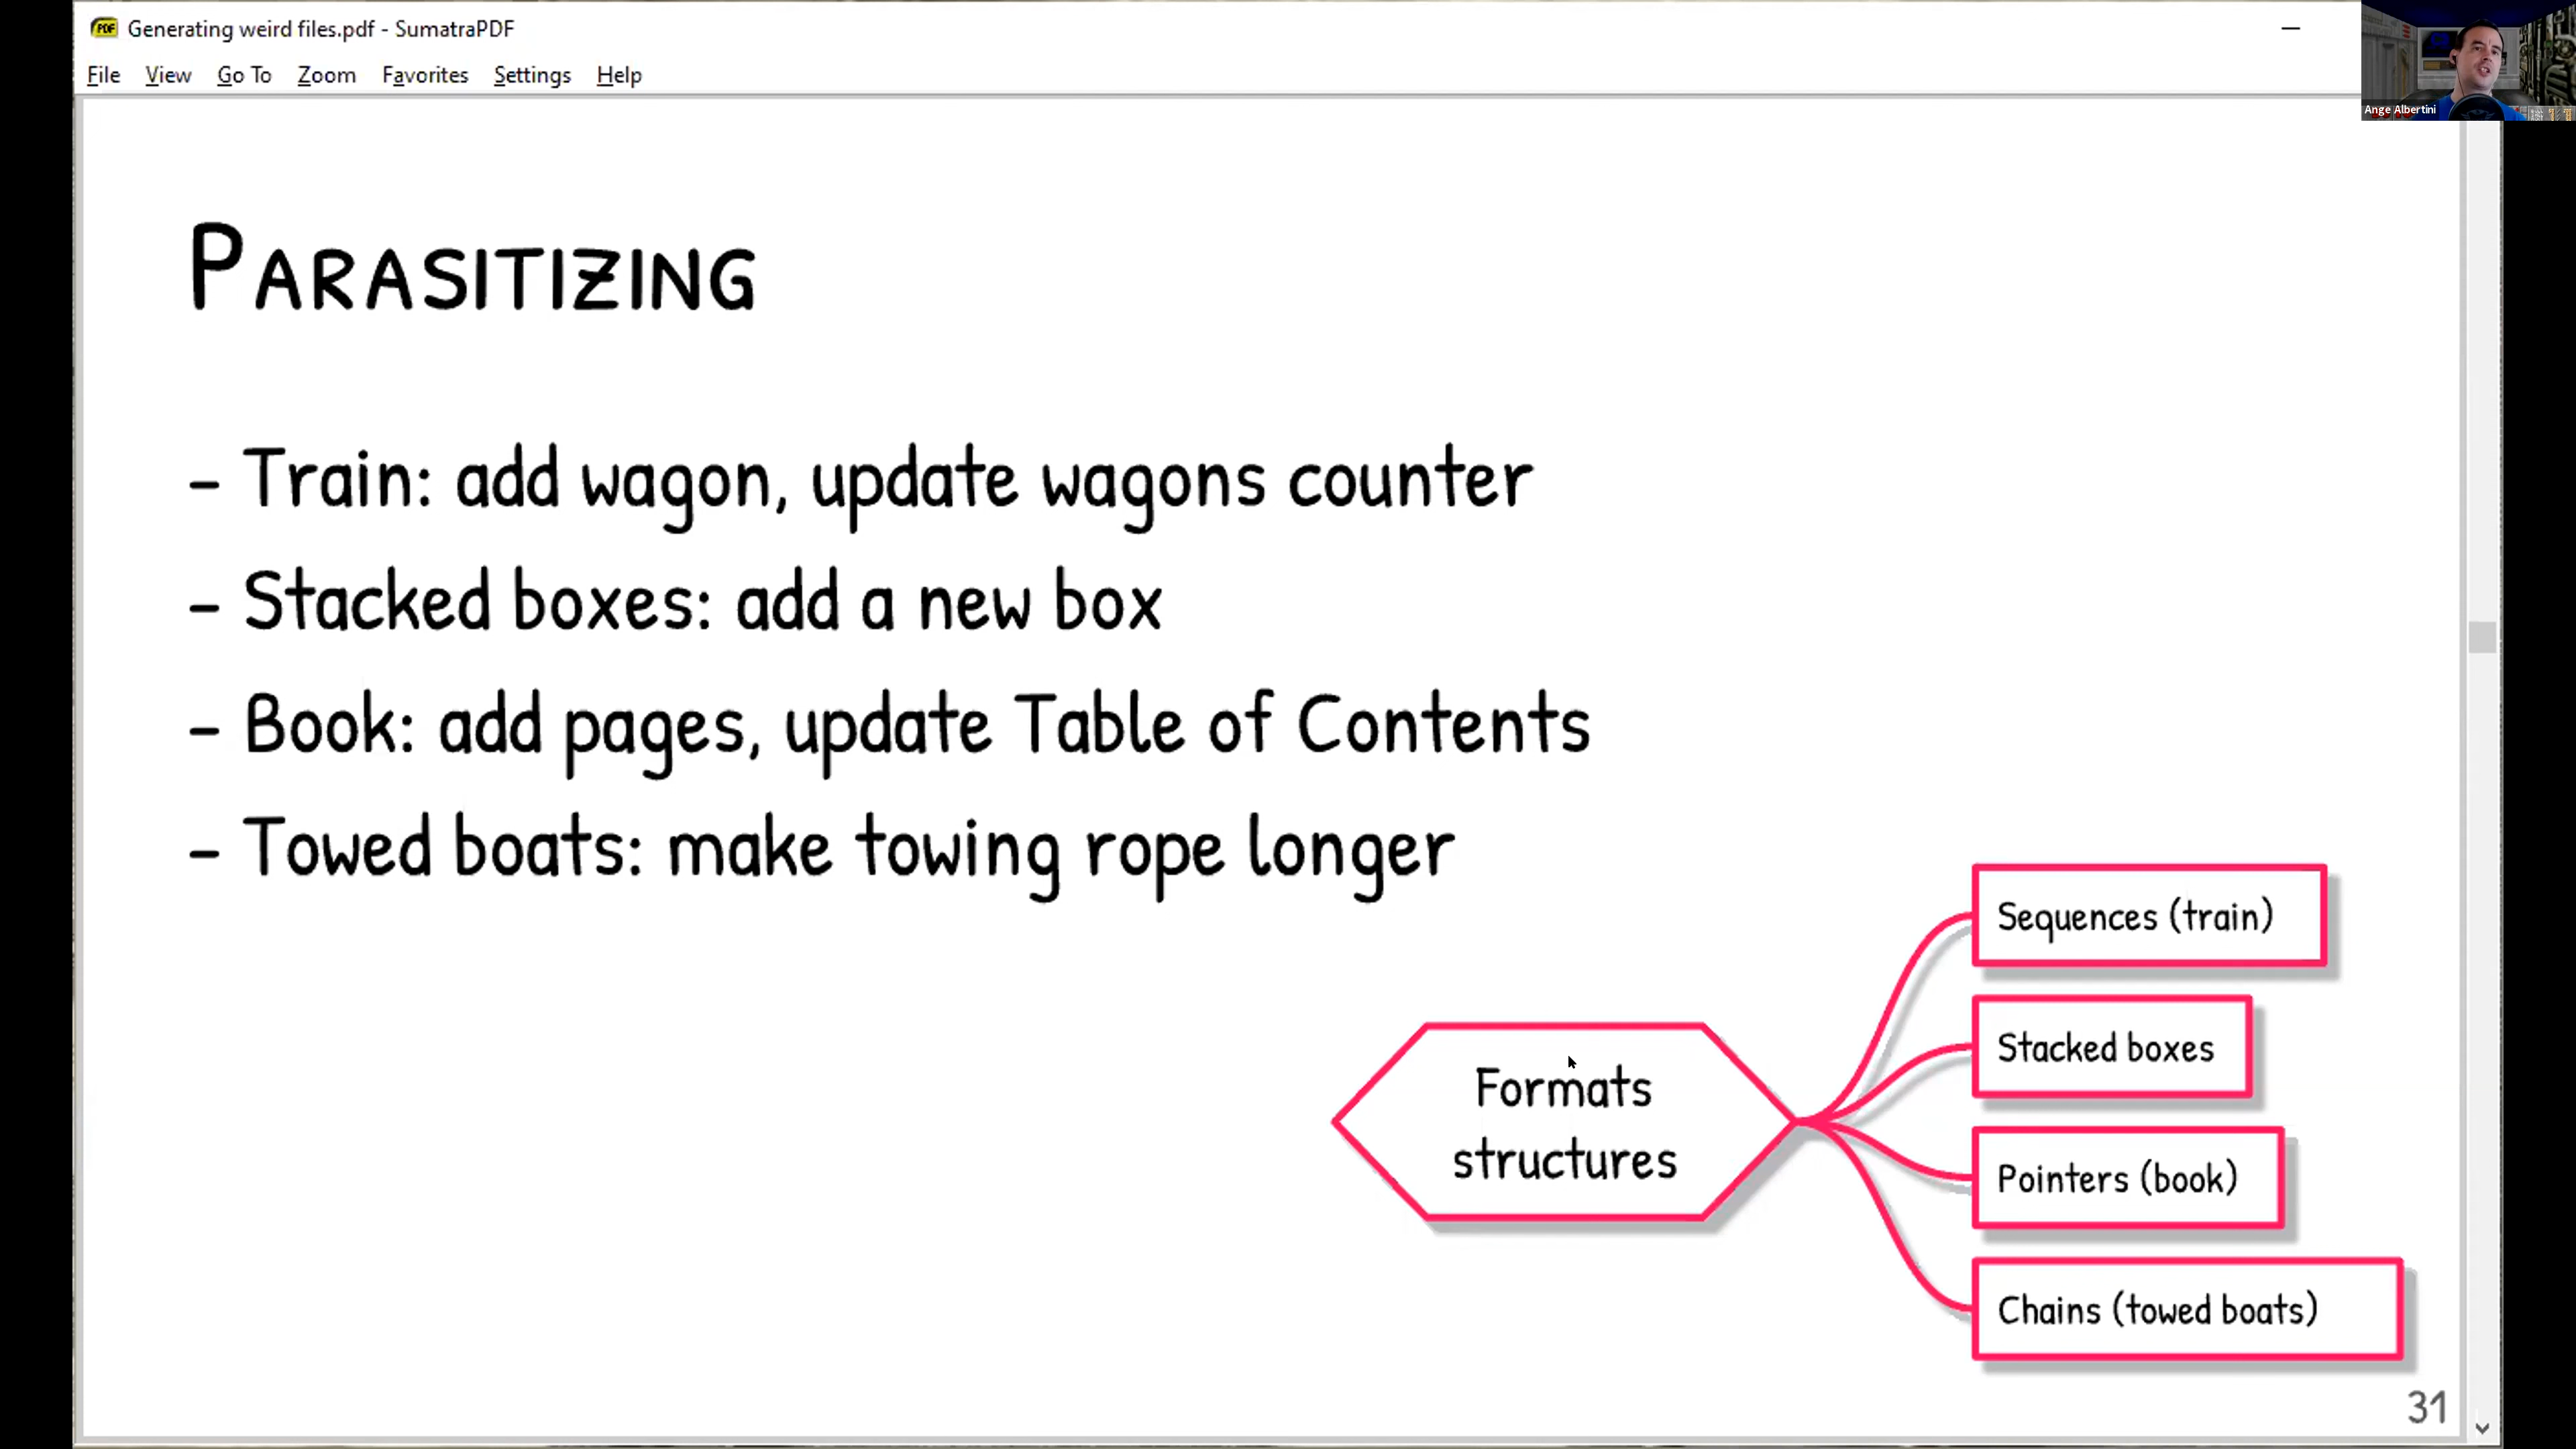 Generating weird files.pdf - SumatraPDF
File View Go To Zoom Favorites Settings Help
Ange Albertini
PARASITIZING
- Train: add wagon, update wagons counter
- Stacked boxes: add a new box
- Book: add pages, update Table of Contents
- Towed boats: make towing rope longer
Formats
structures
Sequences (train)
Stacked boxes
Pointers (book)
Chains (towed boats)
31